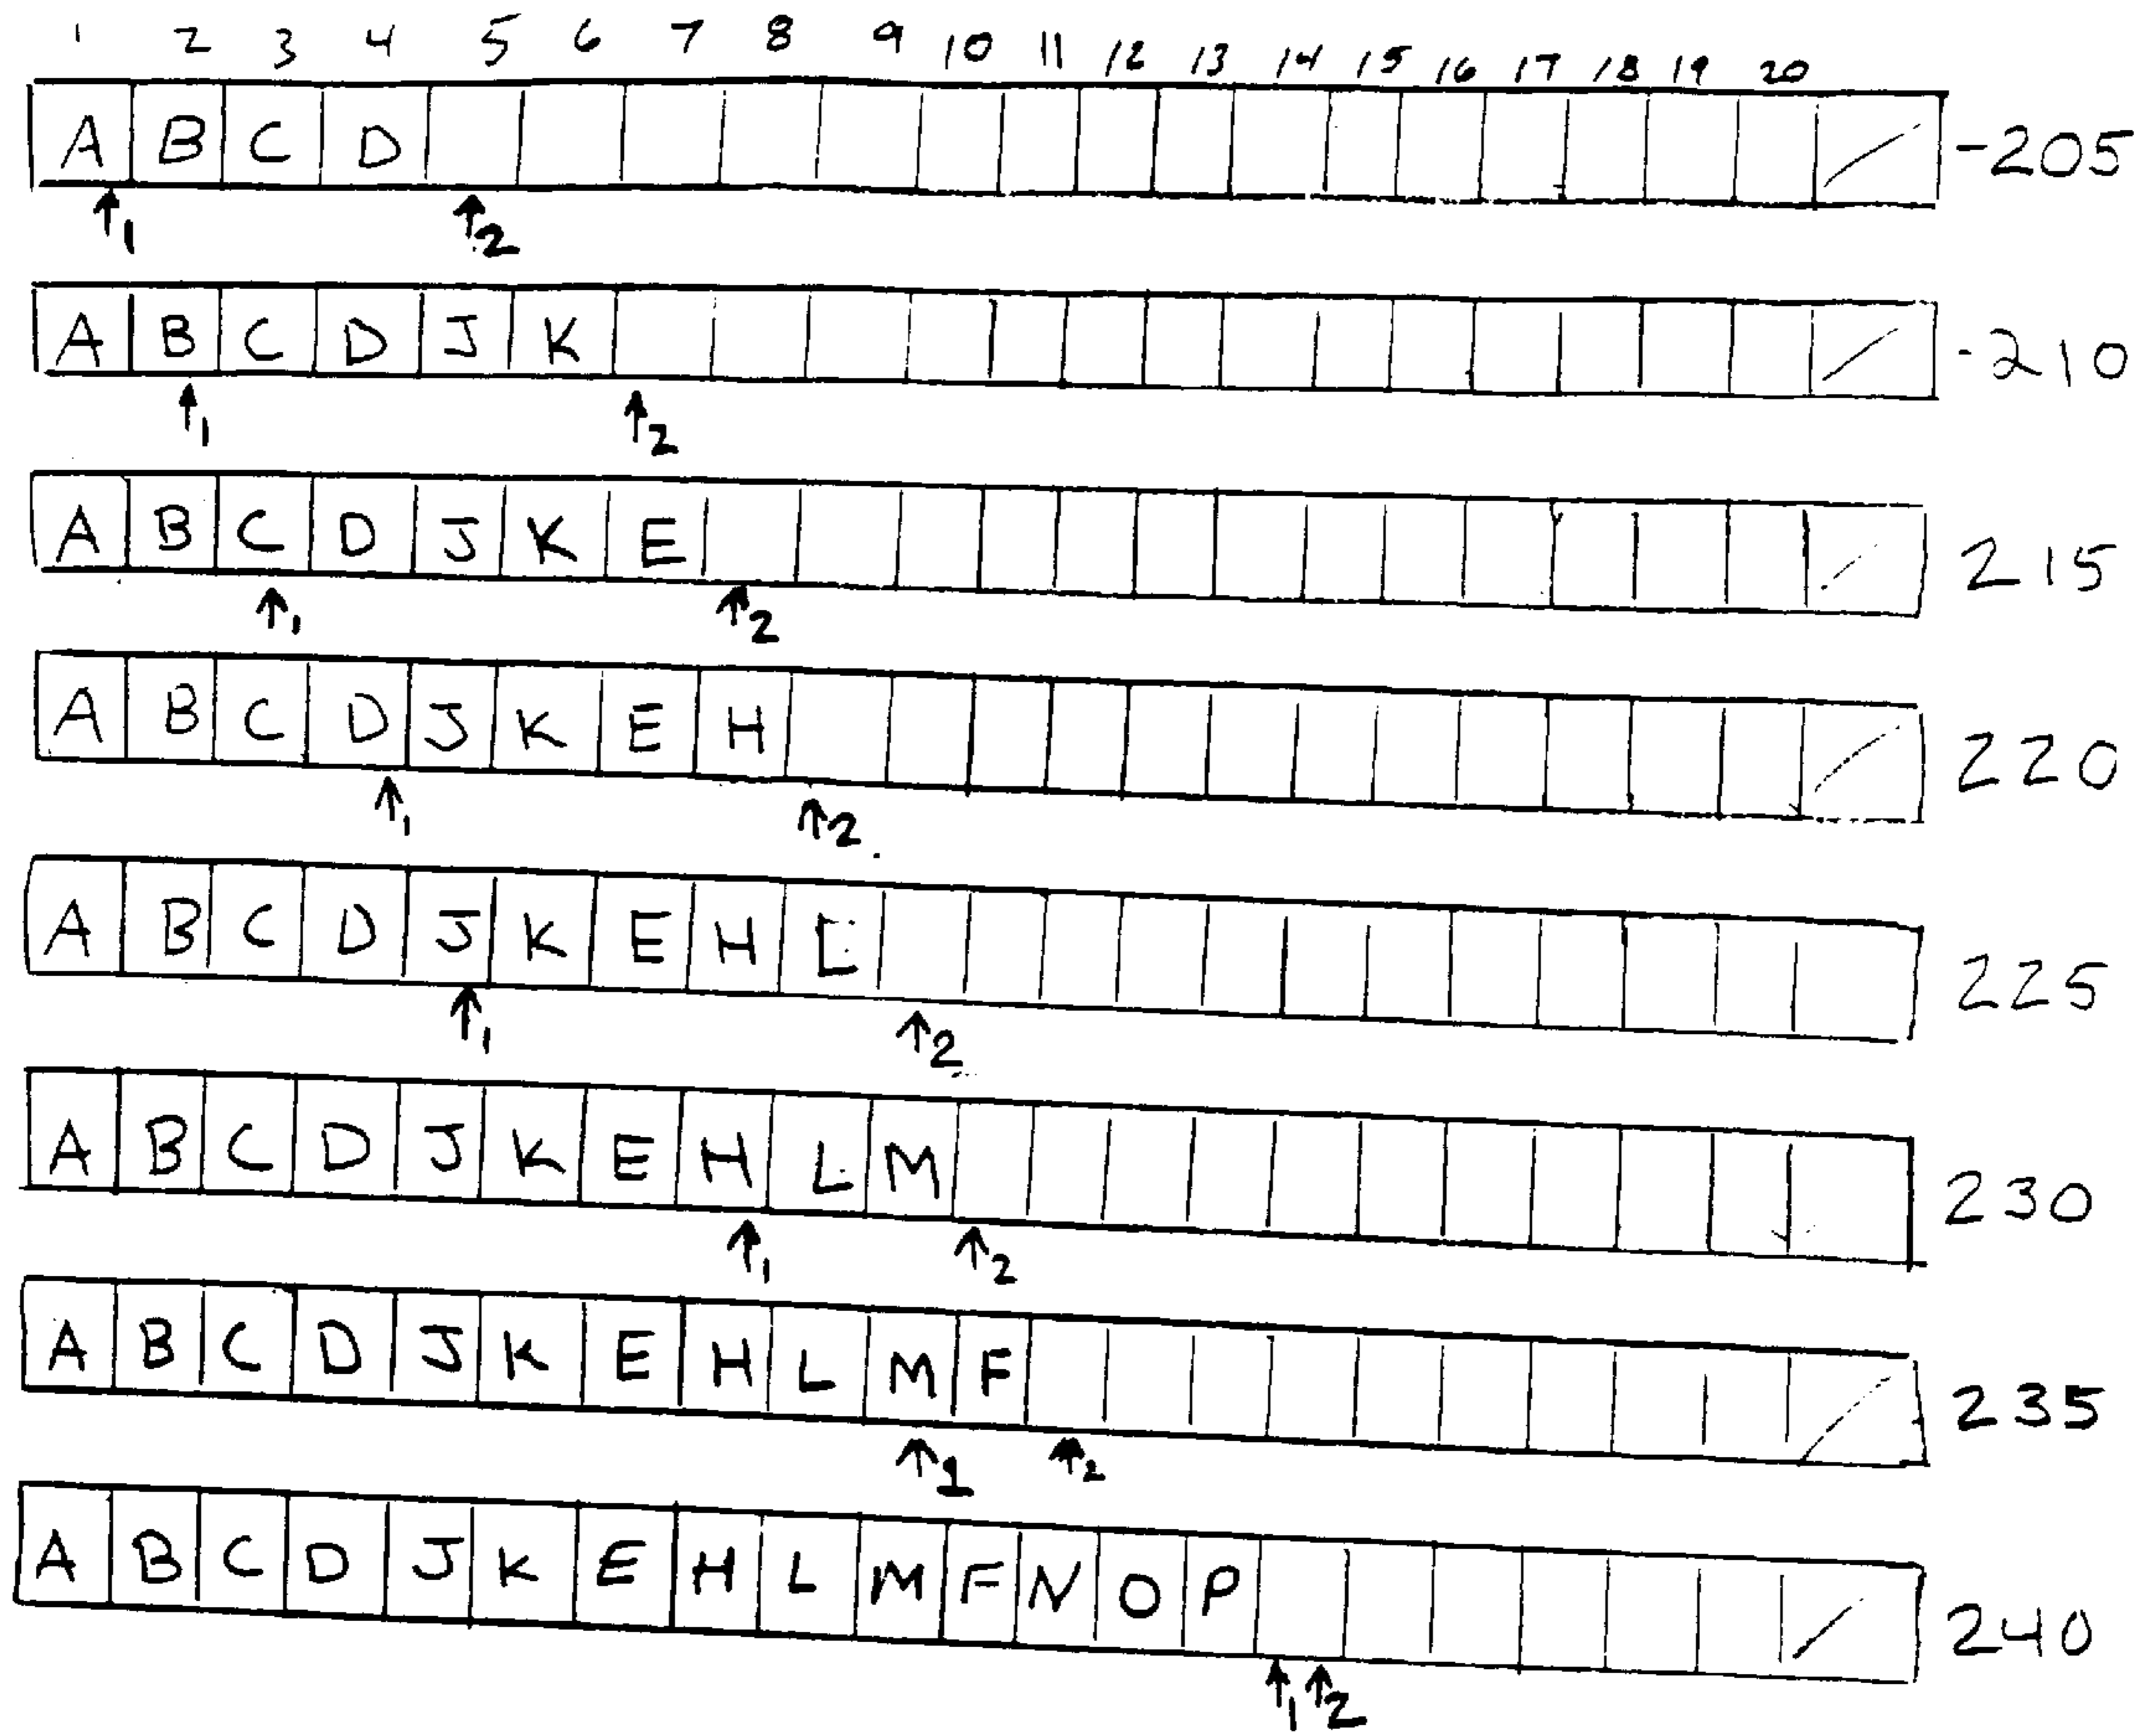 1 2 3 4 5 6 7 8 9 10 11 12 13 14 15 16 17 18 19 20
A B C D -205
↑1 ↑2
A B C D J K -210
↑1 ↑2
A B C D J K E 215
↑1 ↑2
A B C D J K E H 220
↑1 ↑2
A B C D J K E H L 225
↑1 ↑2
A B C D J K E H L M 230
↑1 ↑2
A B C D J K E H L M F 235
↑1 ↑2
A B C D J K E H L M F N O P 240
↑1 ↑2